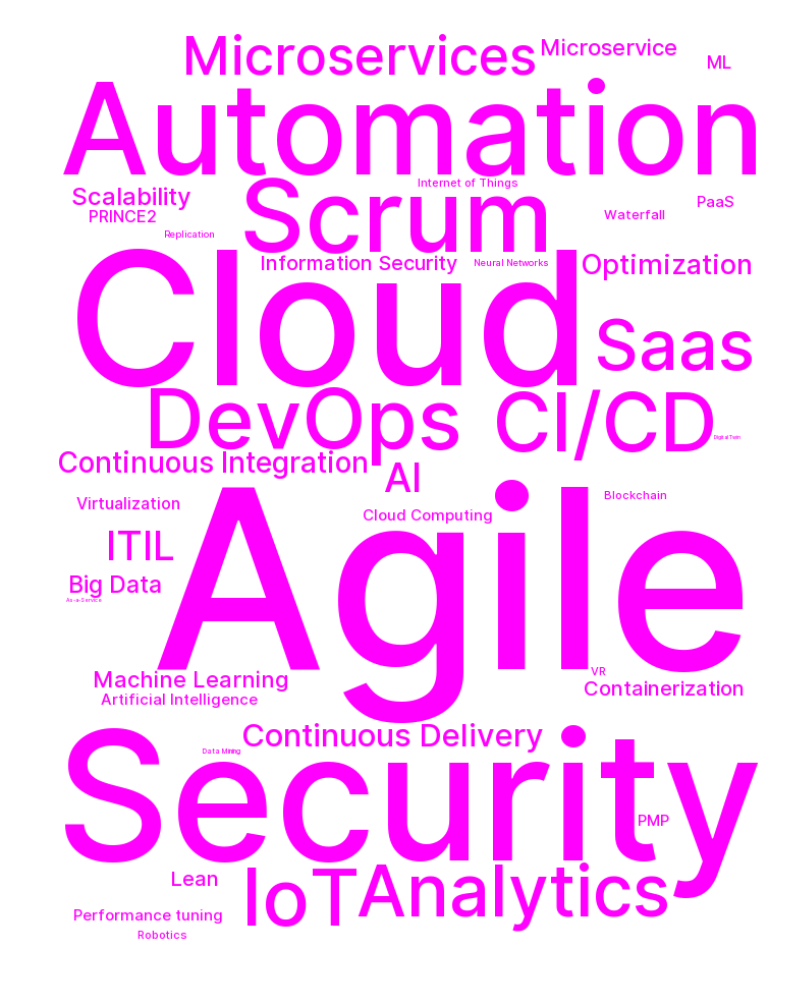 Microservices
Microservice
ML
Automation
Internet of Things
Scalability
Scrum
PaaS
PRINCE2
Waterfall
Replication
Information Security
Neural Networks
Optimization
Cloud
Saas
DevOps
CI/CD
Digital Twin
Continuous Integration
AI
Virtualization
Blockchain
Cloud Computing
ITIL
Agile
Big Data
As-a-Service
VR
Machine Learning
Containerization
Artificial Intelligence
Continuous Delivery
Data Mining
Security
PMP
Lean
IoT
Analytics
Performance tuning
Robotics